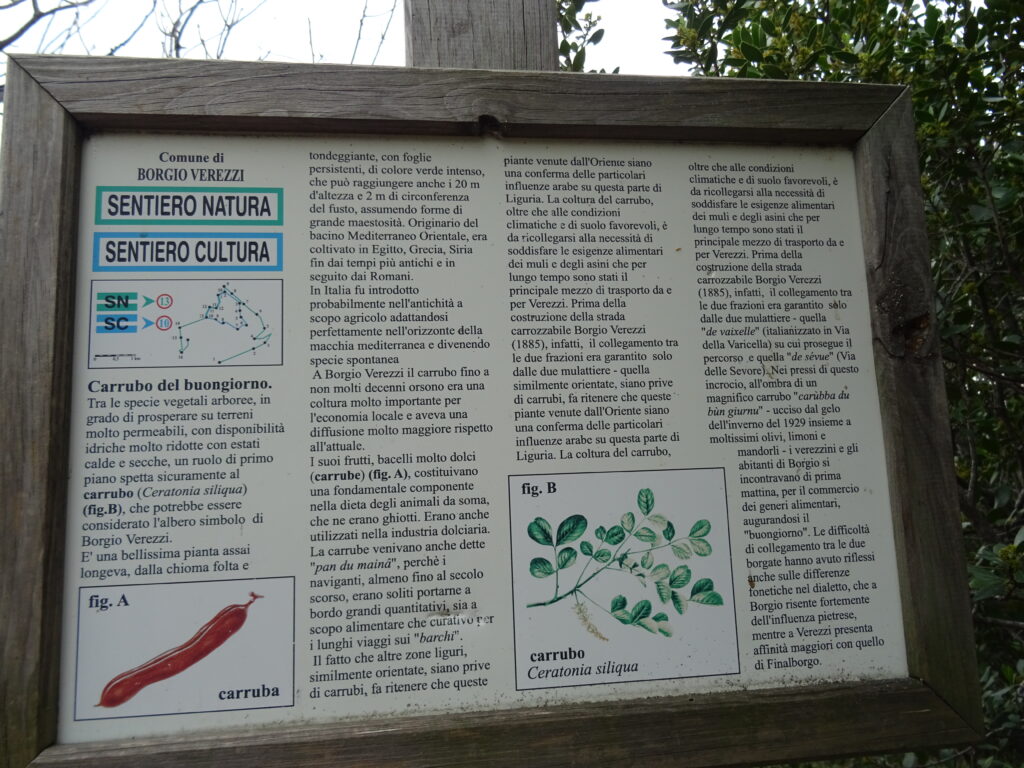 Comune di
BORGIO VEREZZI
SENTIERO NATURA
SENTIERO CULTURA
SN 13
SC 10
Carrubo del buongiorno.
Tra le specie vegetali arboree, in
grado di prosperare su terreni
molto permeabili, con disponibilità
idriche molto ridotte con estati
calde e secche, un ruolo di primo
piano spetta sicuramente al
carrubo (Ceratonia siliqua)
(fig.B), che potrebbe essere
considerato l'albero simbolo di
Borgio Verezzi.
E' una bellissima pianta assai
longeva, dalla chioma folta e
fig. A
carruba
tondeggiante, con foglie
persistenti, di colore verde intenso,
che può raggiungere anche i 20 m
d'altezza e 2 m di circonferenza
del fusto, assumendo forme di
grande maestosità. Originario del
bacino Mediterraneo Orientale, era
coltivato in Egitto, Grecia, Siria
fin dai tempi più antichi e in
seguito dai Romani.
In Italia fu introdotto
probabilmente nell'antichità a
scopo agricolo adattandosi
perfettamente nell'orizzonte della
macchia mediterranea e divenendo
specie spontanea
A Borgio Verezzi il carrubo fino a
non molti decenni orsono era una
coltura molto importante per
l'economia locale e aveva una
diffusione molto maggiore rispetto
all'attuale.
I suoi frutti, bacelli molto dolci
(carrube) (fig. A), costituivano
una fondamentale componente
nella dieta degli animali da soma,
che ne erano ghiotti. Erano anche
utilizzati nella industria dolciaria.
La carrube venivano anche dette
"pan du mainâ", perchè i
naviganti, almeno fino al secolo
scorso, erano soliti portarne a
bordo grandi quantitativi, sia a
scopo alimentare che curativo per
i lunghi viaggi sui "barchi".
Il fatto che altre zone liguri,
similmente orientate, siano prive
di carrubi, fa ritenere che queste
piante venute dall'Oriente siano
una conferma delle particolari
influenze arabe su questa parte di
Liguria. La coltura del carrubo,
oltre che alle condizioni
climatiche e di suolo favorevoli, è
da ricollegarsi alla necessità di
soddisfare le esigenze alimentari
dei muli e degli asini che per
lungo tempo sono stati il
principale mezzo di trasporto da e
per Verezzi. Prima della
costruzione della strada
carrozzabile Borgio Verezzi
(1885), infatti, il collegamento tra
le due frazioni era garantito solo
dalle due mulattiere - quella
similmente orientate, siano prive
di carrubi, fa ritenere che queste
piante venute dall'Oriente siano
una conferma delle particolari
influenze arabe su questa parte di
Liguria. La coltura del carrubo,
fig. B
carrubo
Ceratonia siliqua
oltre che alle condizioni
climatiche e di suolo favorevoli, è
da ricollegarsi alla necessità di
soddisfare le esigenze alimentari
dei muli e degli asini che per
lungo tempo sono stati il
principale mezzo di trasporto da e
per Verezzi. Prima della
costruzione della strada
carrozzabile Borgio Verezzi
(1885), infatti, il collegamento tra
le due frazioni era garantito solo
dalle due mulattiere - quella
"de vaixelle" (italianizzato in Via
della Varicella) su cui prosegue il
percorso e quella "de sévue" (Via
delle Sevore). Nei pressi di questo
incrocio, all'ombra di un
magnifico carrubo "carùbba du
bùn giurnu" - ucciso dal gelo
dell'inverno del 1929 insieme a
moltissimi olivi, limoni e
mandorli - i verezzini e gli
abitanti di Borgio si
incontravano di prima
mattina, per il commercio
dei generi alimentari,
augurandosi il
"buongiorno". Le difficoltà
di collegamento tra le due
borgate hanno avuto riflessi
anche sulle differenze
fonetiche nel dialetto, che a
Borgio risente fortemente
dell'influenza pietrese,
mentre a Verezzi presenta
affinità maggiori con quello
di Finalborgo.